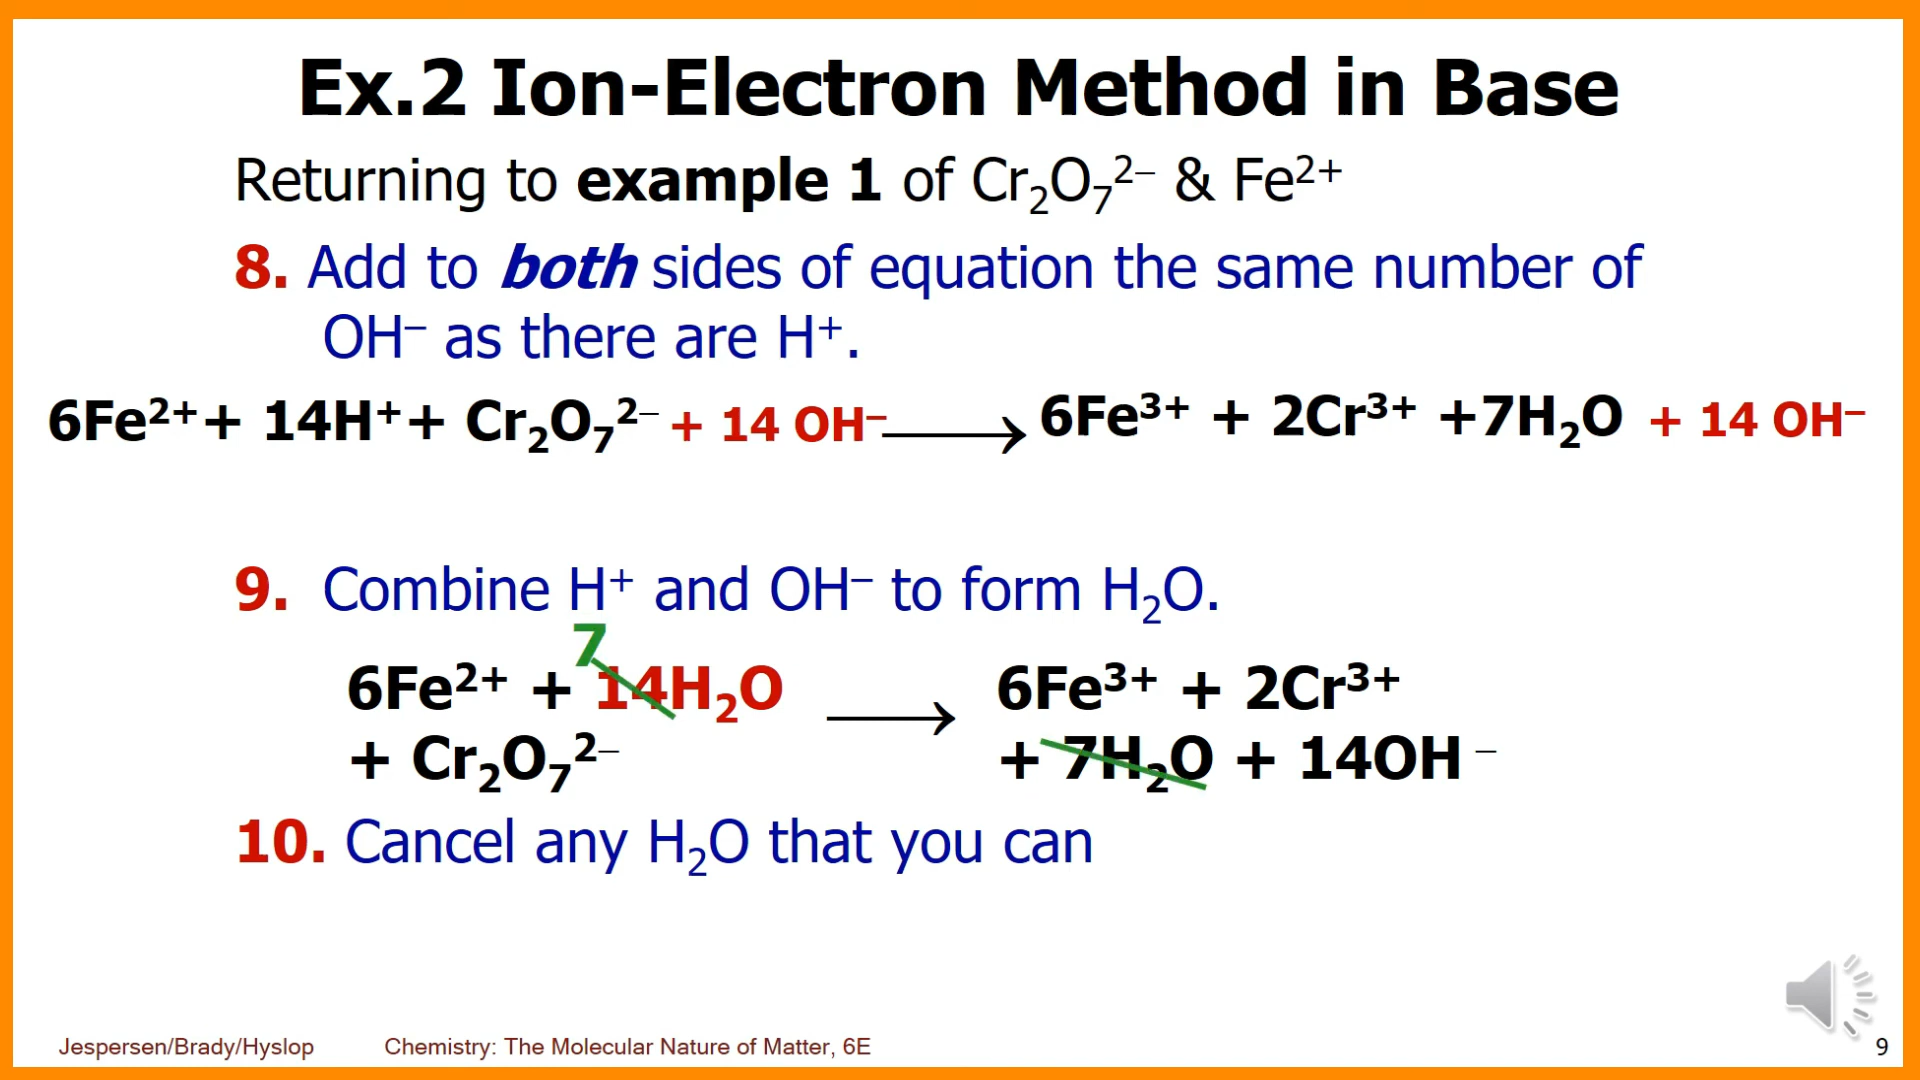 Ex.2 Ion-Electron Method in Base
Returning to example 1 of Cr₂O₇²⁻ & Fe²⁺
8. Add to both sides of equation the same number of
OH⁻ as there are H⁺.
6Fe²⁺+ 14H⁺+ Cr₂O₇²⁻ + 14 OH⁻ ⟶ 6Fe³⁺ + 2Cr³⁺ +7H₂O + 14 OH⁻
9. Combine H⁺ and OH⁻ to form H₂O.
7
6Fe²⁺ + 14H₂O ⟶ 6Fe³⁺ + 2Cr³⁺
+ Cr₂O₇²⁻ + 7H₂O + 14OH⁻
10. Cancel any H₂O that you can
Jespersen/Brady/Hyslop Chemistry: The Molecular Nature of Matter, 6E 9